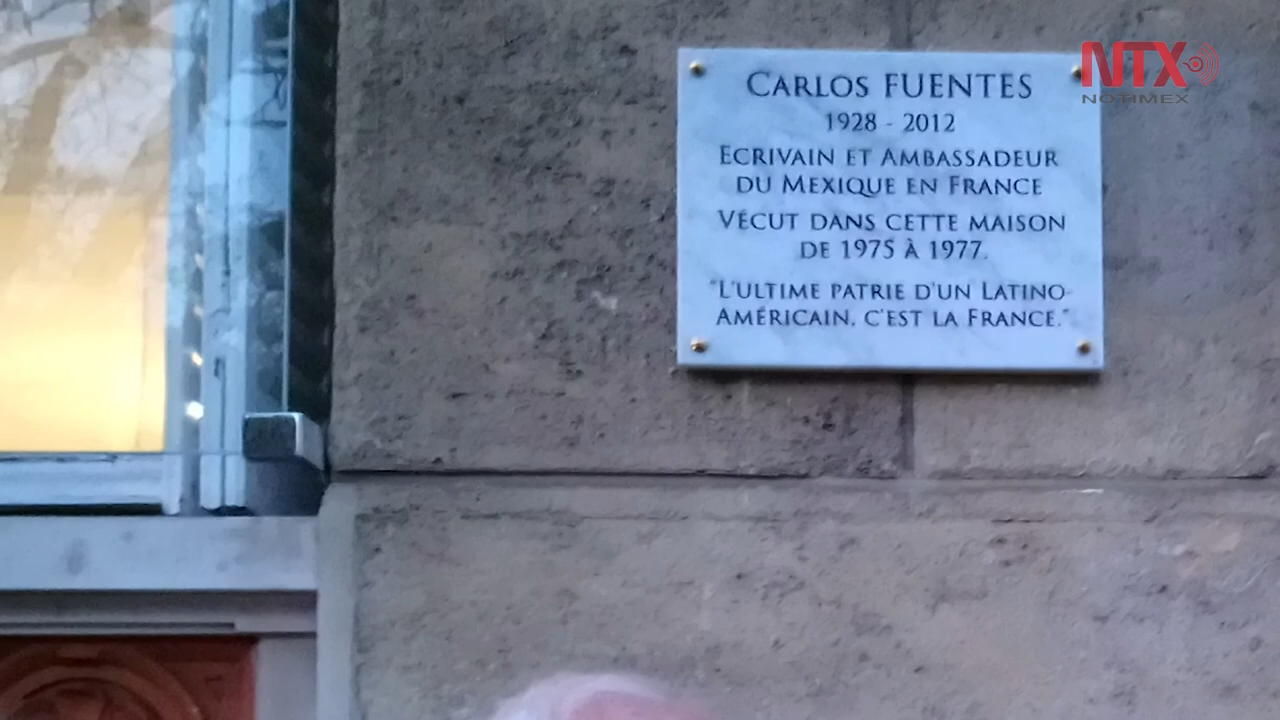 CARLOS FUENTES
1928 - 2012
ECRIVAIN ET AMBASSADEUR
DU MEXIQUE EN FRANCE
VÉCUT DANS CETTE MAISON
DE 1975 À 1977.
"L'ULTIME PATRIE D'UN LATINO-
AMÉRICAIN, C'EST LA FRANCE."
NTX
NOTIMEX